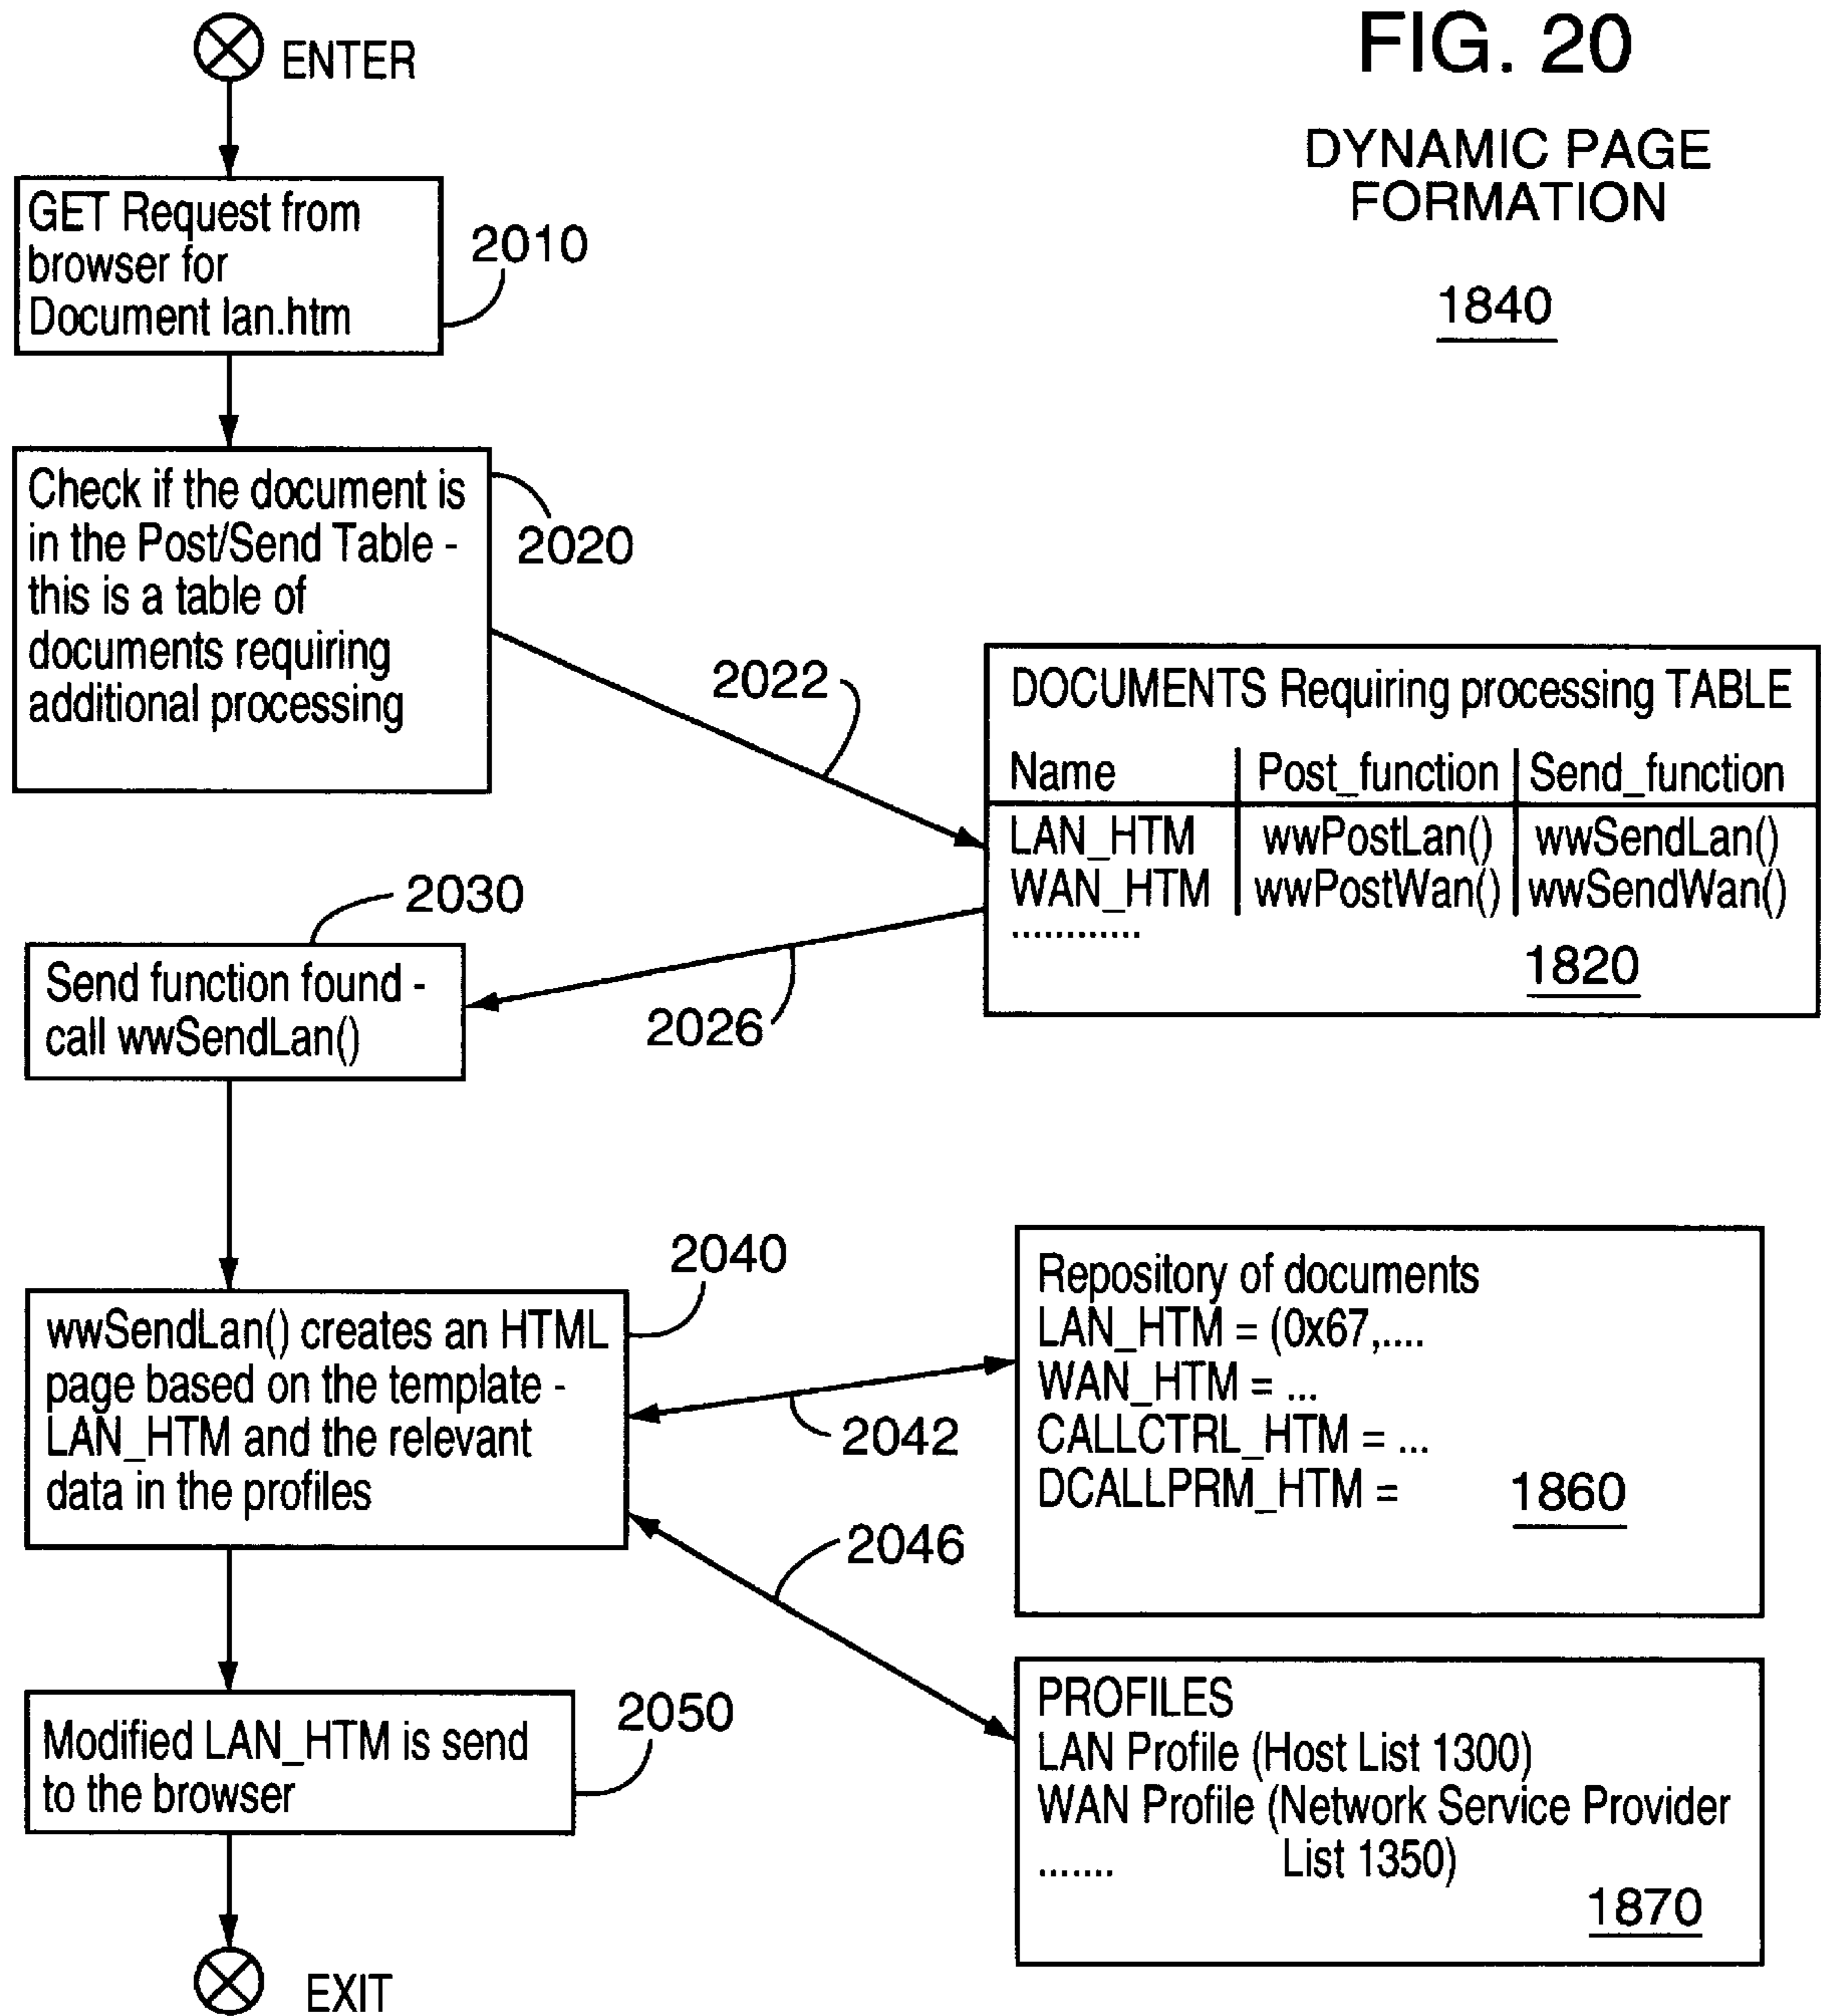 FIG. 20
DYNAMIC PAGE
FORMATION
1840
ENTER
GET Request from
browser for
Document lan.htm
2010
Check if the document is
in the Post/Send Table -
this is a table of
documents requiring
additional processing
2020
2022
DOCUMENTS Requiring processing TABLE
Name Post_function Send_function
LAN_HTM wwPostLan() wwSendLan()
WAN_HTM wwPostWan() wwSendWan()
............
1820
2026
2030
Send function found -
call wwSendLan()
2040
wwSendLan() creates an HTML
page based on the template -
LAN_HTM and the relevant
data in the profiles
2042
Repository of documents
LAN_HTM = (0x67,....
WAN_HTM = ...
CALLCTRL_HTM = ...
DCALLPRM_HTM =
1860
2046
PROFILES
LAN Profile (Host List 1300)
WAN Profile (Network Service Provider
....... List 1350)
1870
2050
Modified LAN_HTM is send
to the browser
EXIT